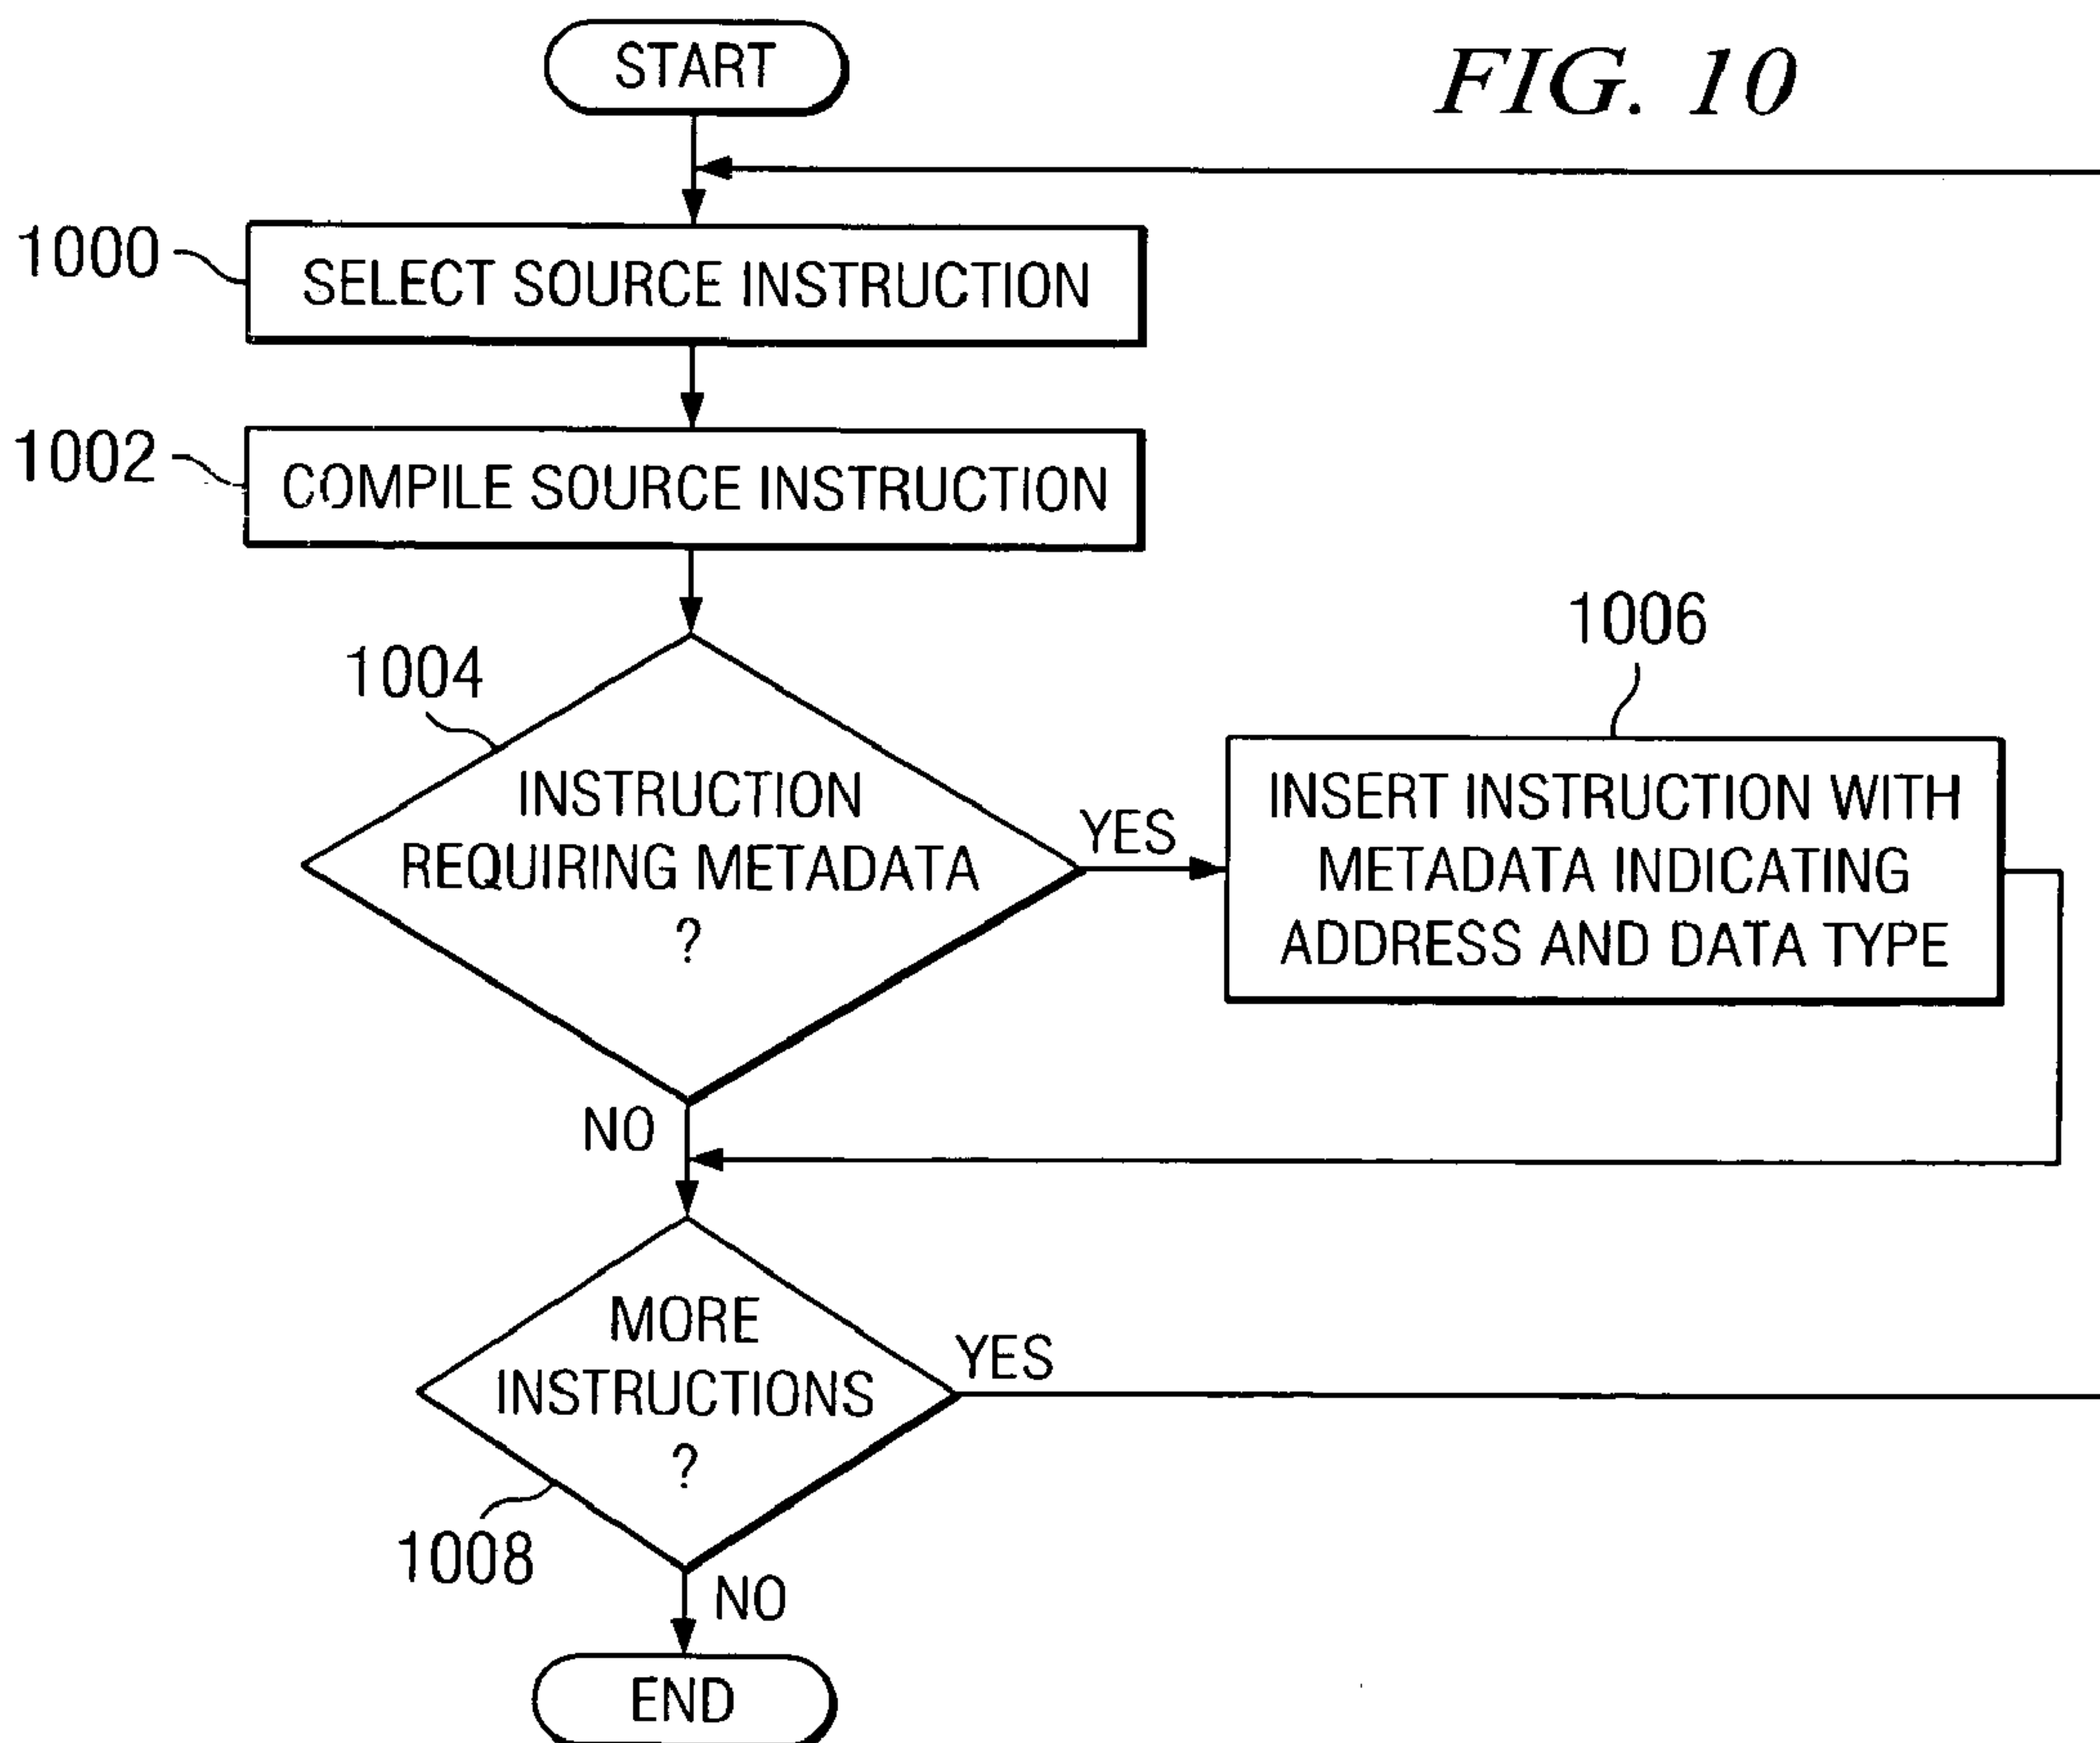 START
FIG. 10
1000
SELECT SOURCE INSTRUCTION
1002
COMPILE SOURCE INSTRUCTION
1004
INSTRUCTION
REQUIRING METADATA
?
YES
1006
INSERT INSTRUCTION WITH
METADATA INDICATING
ADDRESS AND DATA TYPE
NO
MORE
INSTRUCTIONS
?
YES
1008
NO
END